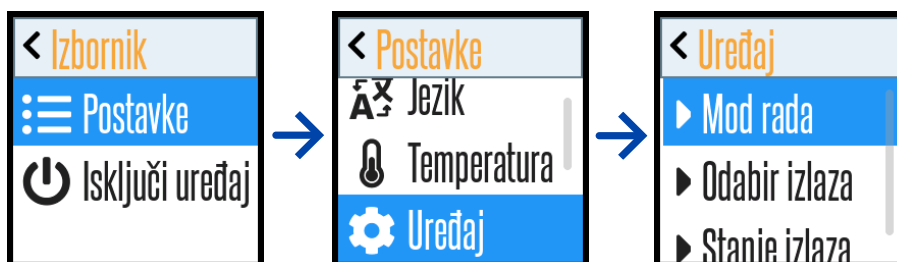 Izbornik
Postavke
Isključi uređaj
Postavke
Jezik
Temperatura
Uređaj
Uređaj
Mod rada
Odabir izlaza
Stanje izlaza